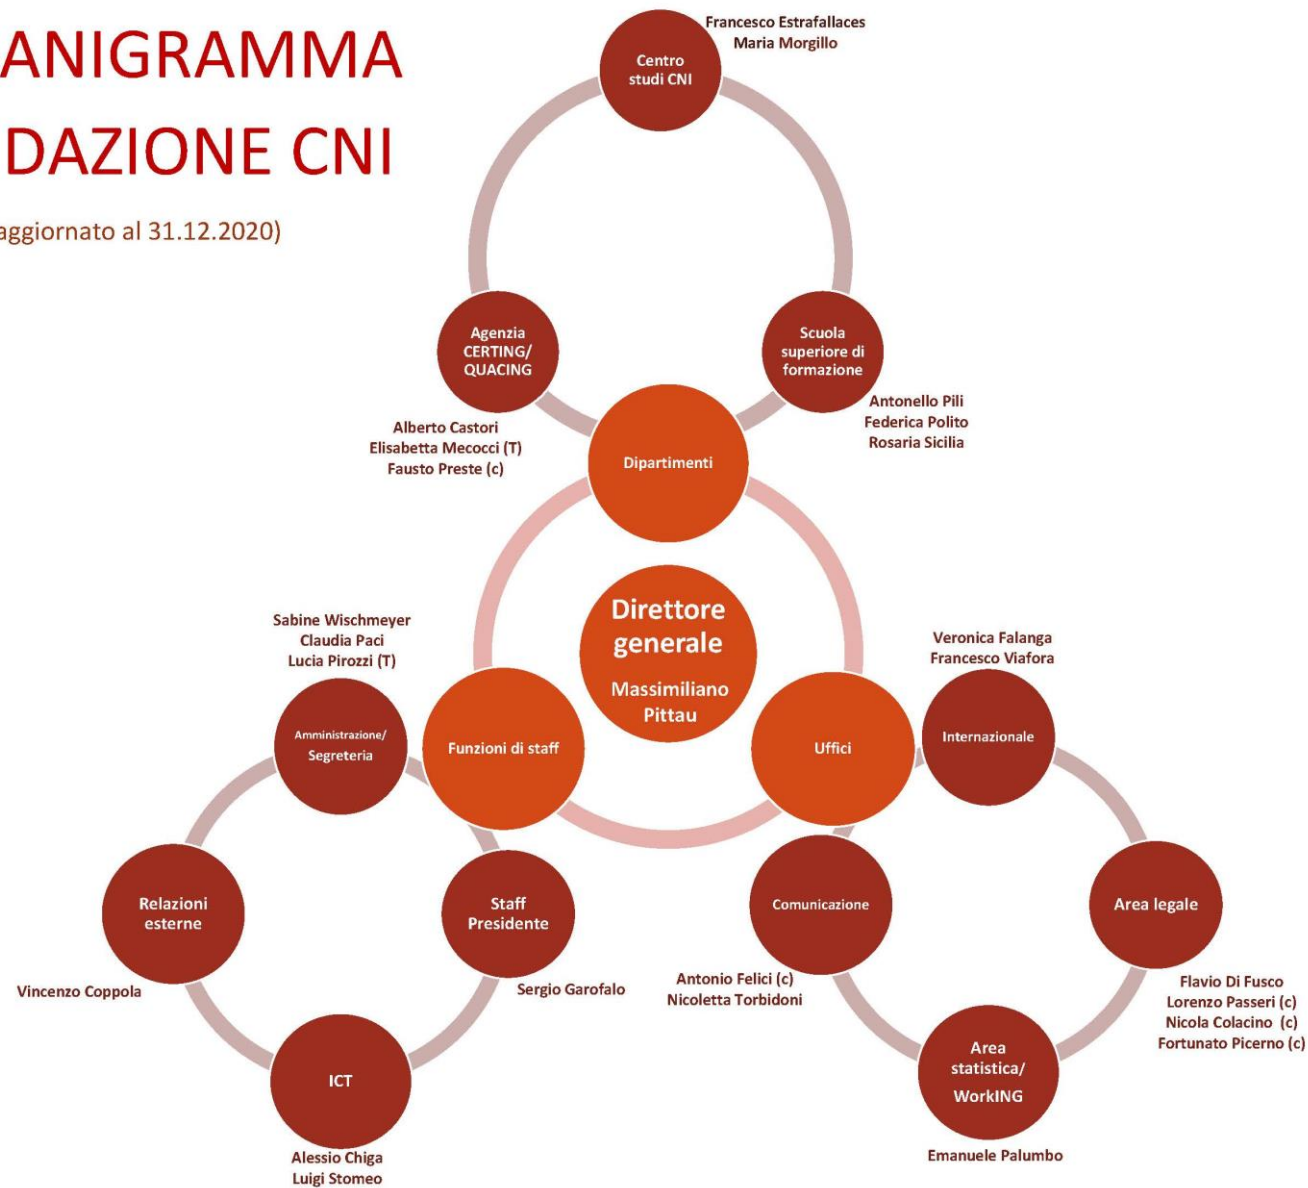 ANIGRAMMA
DAZIONE CNI
aggiornato al 31.12.2020)
Francesco Estrafallaces
Maria Morgillo
Centro
studi CNI
Agenzia
CERTING/
QUACING
Alberto Castori
Elisabetta Mecocci (T)
Fausto Preste (c)
Scuola
superiore di
formazione
Antonello Pili
Federica Polito
Rosaria Sicilia
Dipartimenti
Direttore
generale
Massimiliano
Pittau
Sabine Wischmeyer
Claudia Paci
Lucia Pirozzi (T)
Amministrazione/
Segreteria
Funzioni di staff
Uffici
Veronica Falanga
Francesco Viafora
Internazionale
Relazioni
esterne
Vincenzo Coppola
Staff
Presidente
Sergio Garofalo
ICT
Alessio Chiga
Luigi Stomeo
Comunicazione
Antonio Felici (c)
Nicoletta Torbidoni
Area legale
Flavio Di Fusco
Lorenzo Passeri (c)
Nicola Colacino (c)
Fortunato Picerno (c)
Area
statistica/
WorkING
Emanuele Palumbo